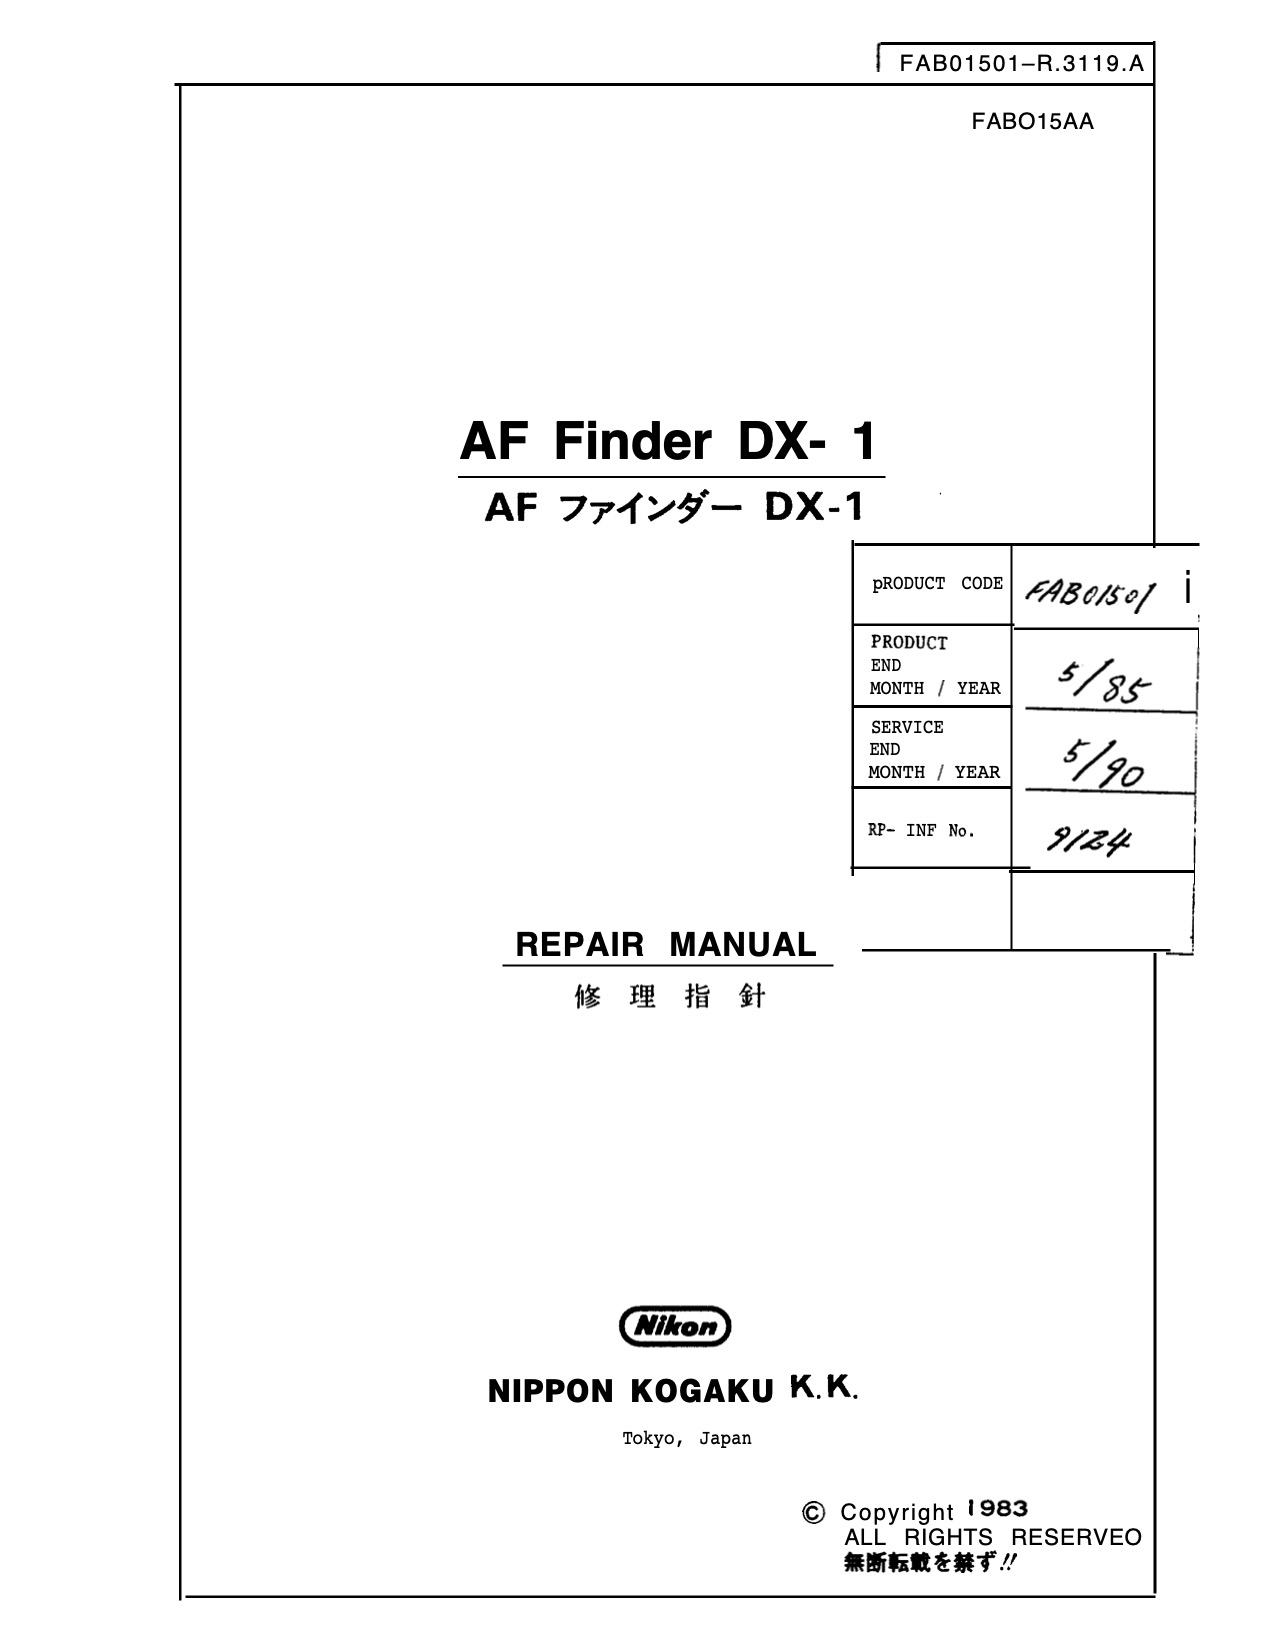 FAB01501–R.3119.A
FABO15AA
AF Finder DX- 1
AF ファインダー DX-1
pRODUCT CODE FAB01501 i
PRODUCT
END
MONTH / YEAR 5/85
SERVICE
END
MONTH / YEAR 5/90
RP- INF No. 9124
REPAIR MANUAL
修 理 指 針
Nikon
NIPPON KOGAKU K.K.
Tokyo, Japan
© Copyright 1983
ALL RIGHTS RESERVEO
無断転載を禁ず!!